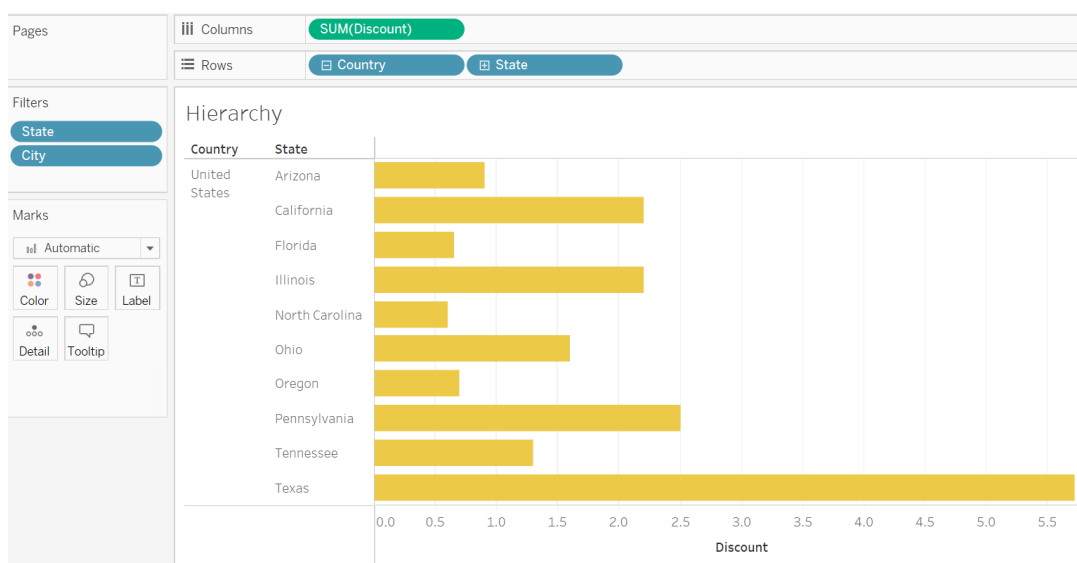 Pages
Columns
SUM(Discount)
Rows
Country
State
Filters
State
City
Marks
Automatic
Color
Size
Label
Detail
Tooltip
Hierarchy
Country State
United States
Arizona
California
Florida
Illinois
North Carolina
Ohio
Oregon
Pennsylvania
Tennessee
Texas
0.0 0.5 1.0 1.5 2.0 2.5 3.0 3.5 4.0 4.5 5.0 5.5
Discount